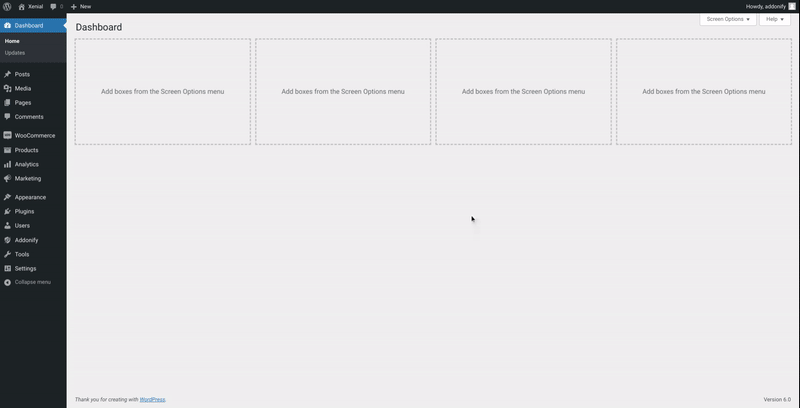 Xenial
0
New
Howdy, addonify
Dashboard
Home
Updates
Posts
Media
Pages
Comments
WooCommerce
Products
Analytics
Marketing
Appearance
Plugins
Users
Addonify
Tools
Settings
Collapse menu
Screen Options
Help
Dashboard
Add boxes from the Screen Options menu
Add boxes from the Screen Options menu
Add boxes from the Screen Options menu
Add boxes from the Screen Options menu
Thank you for creating with WordPress.
Version 6.0